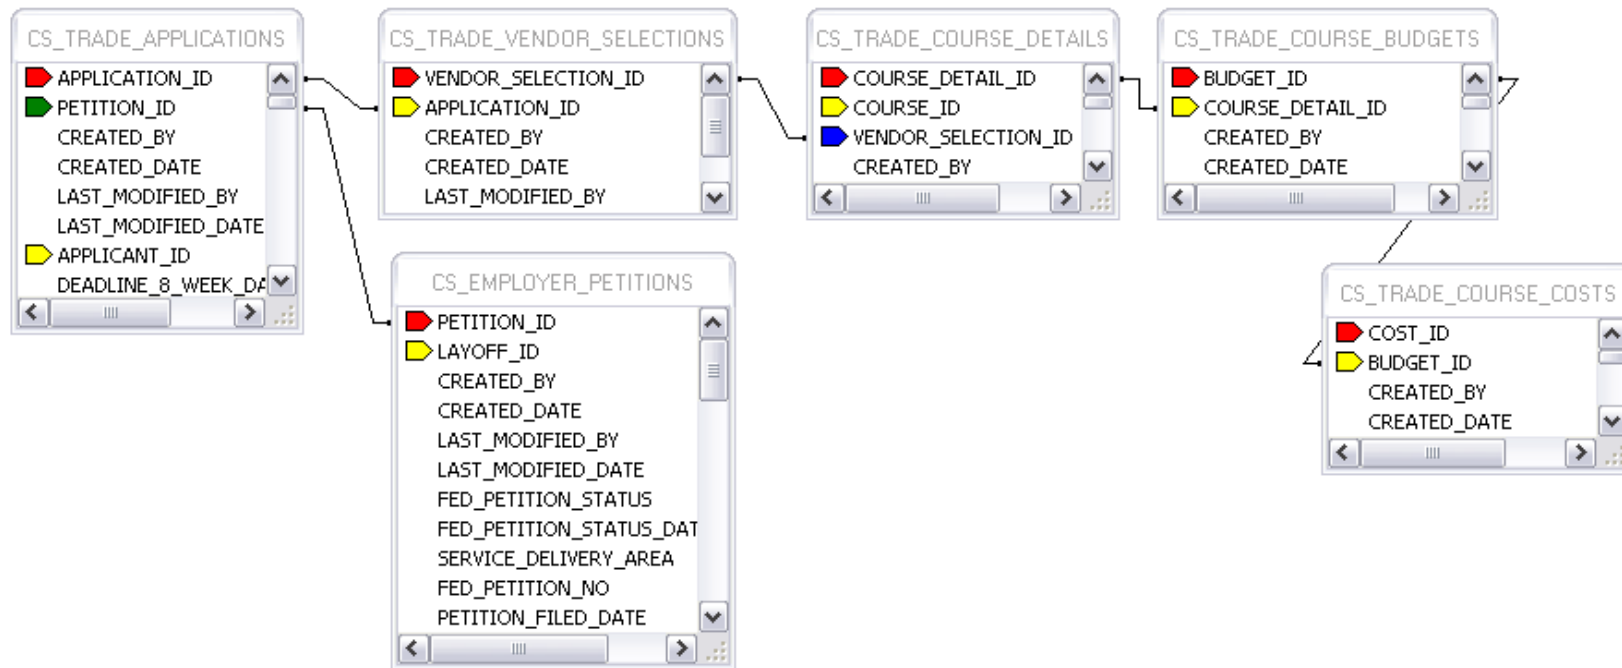 CS_TRADE_APPLICATIONS
APPLICATION_ID
PETITION_ID
CREATED_BY
CREATED_DATE
LAST_MODIFIED_BY
LAST_MODIFIED_DATE
APPLICANT_ID
DEADLINE_8_WEEK_DA
CS_TRADE_VENDOR_SELECTIONS
VENDOR_SELECTION_ID
APPLICATION_ID
CREATED_BY
CREATED_DATE
LAST_MODIFIED_BY
CS_TRADE_COURSE_DETAILS
COURSE_DETAIL_ID
COURSE_ID
VENDOR_SELECTION_ID
CREATED_BY
CS_TRADE_COURSE_BUDGETS
BUDGET_ID
COURSE_DETAIL_ID
CREATED_BY
CREATED_DATE
CS_EMPLOYER_PETITIONS
PETITION_ID
LAYOFF_ID
CREATED_BY
CREATED_DATE
LAST_MODIFIED_BY
LAST_MODIFIED_DATE
FED_PETITION_STATUS
FED_PETITION_STATUS_DAT
SERVICE_DELIVERY_AREA
FED_PETITION_NO
PETITION_FILED_DATE
CS_TRADE_COURSE_COSTS
COST_ID
BUDGET_ID
CREATED_BY
CREATED_DATE